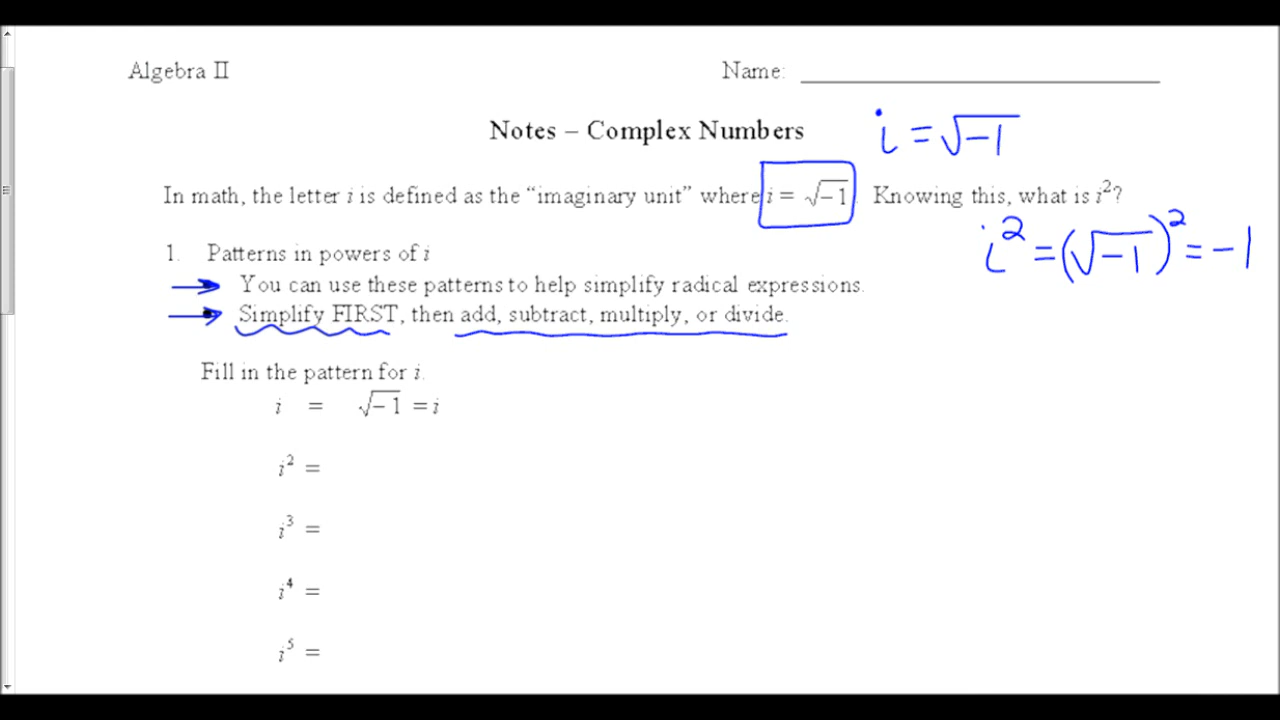 Algebra II Name:
Notes – Complex Numbers i = √-1
In math, the letter i is defined as the “imaginary unit” where i = √-1 Knowing this, what is i²?
i² = (√-1)² = -1
1. Patterns in powers of i
You can use these patterns to help simplify radical expressions.
Simplify FIRST, then add, subtract, multiply, or divide.
Fill in the pattern for i.
i = √-1 = i
i² =
i³ =
i⁴ =
i⁵ =